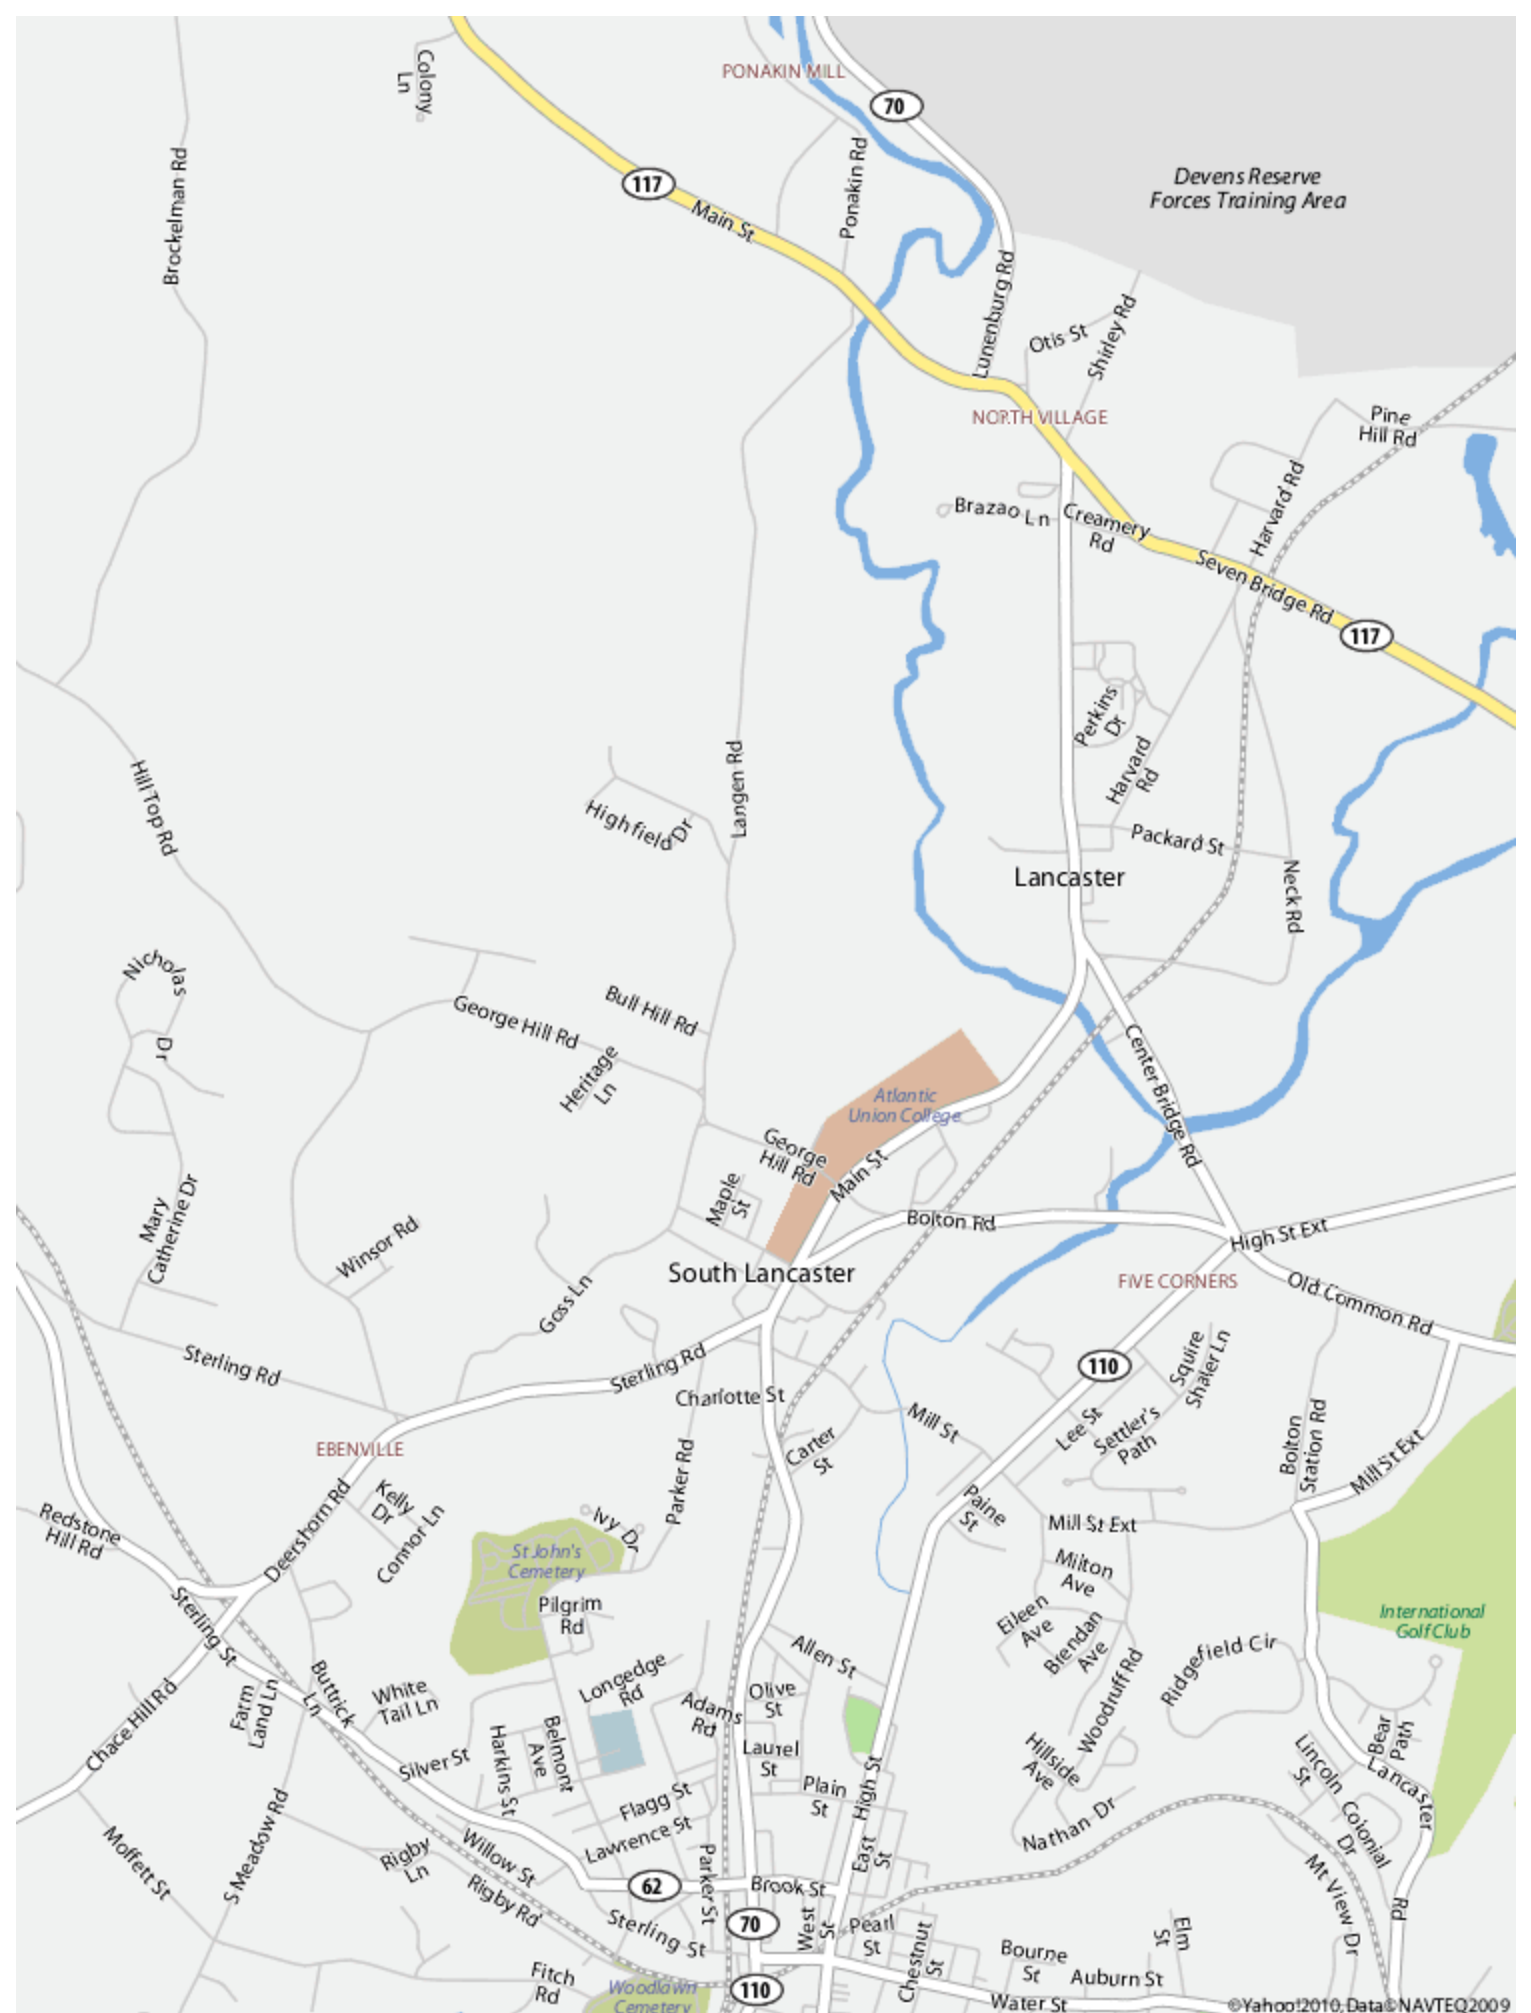 Colony
Ln
PONAKIN MILL
70
Devens Reserve
Forces Training Area
Brockelman Rd
117
Main St
Ponakin Rd
Lunenburg Rd
Otis St
Shirley Rd
NORTH VILLAGE
Pine
Hill Rd
Harvard Rd
Brazao Ln
Creamery
Rd
Seven Bridge Rd
117
Perkins
Dr
Harvard
Rd
Hill Top Rd
Langen Rd
Highfield Dr
Packard St
Lancaster
Neck Rd
Nicholas
Dr
George Hill Rd
Bull Hill Rd
Heritage
Ln
Center Bridge Rd
Atlantic
Union College
George
Hill Rd
Main St
Maple
St
Mary
Catherine Dr
Winsor Rd
Bolton Rd
High St Ext
South Lancaster
FIVE CORNERS
Old Common Rd
Goss Ln
Sterling Rd
Sterling Rd
110
Squire
Shaler Ln
Charlotte St
Mill St
Lee St
Settler's
Path
Bolton
Station Rd
EBENVILLE
Carter
St
Parker Rd
Mill St Ext
Kelly
Dr
Connor Ln
Deershorn Rd
Redstone
Hill Rd
Ivy Dr
Paine
St
Mill St Ext
St John's
Cemetery
Milton
Ave
Pilgrim
Rd
Eileen
Ave
Brendan
Ave
International
Golf Club
Sterling St
Allen St
Ridgefield Cir
Woodruff Rd
Longedge
Rd
Buttrick
Ln
White
Tail Ln
Farm
Land Ln
Chace Hill Rd
Adams
Rd
Olive
St
Laurel
St
Hillside
Ave
Bear
Path
Lincoln
St
Lancaster
Rd
Silver St
Harkins St
Belmont
Ave
Flagg St
Plain
St
High St
Nathan Dr
Colonial
Dr
Lawrence St
Moffett St
S Meadow Rd
Rigby
Ln
Willow St
Rigby Rd
Parker St
East
St
Mt View Dr
62
Brook St
Sterling St
70
West
St
Pearl
St
Chestnut
St
Elm
St
Bourne
St
Auburn St
Fitch
Rd
Woodlawn
Cemetery
110
Water St
©Yahoo!2010, Data©NAVTEQ2009